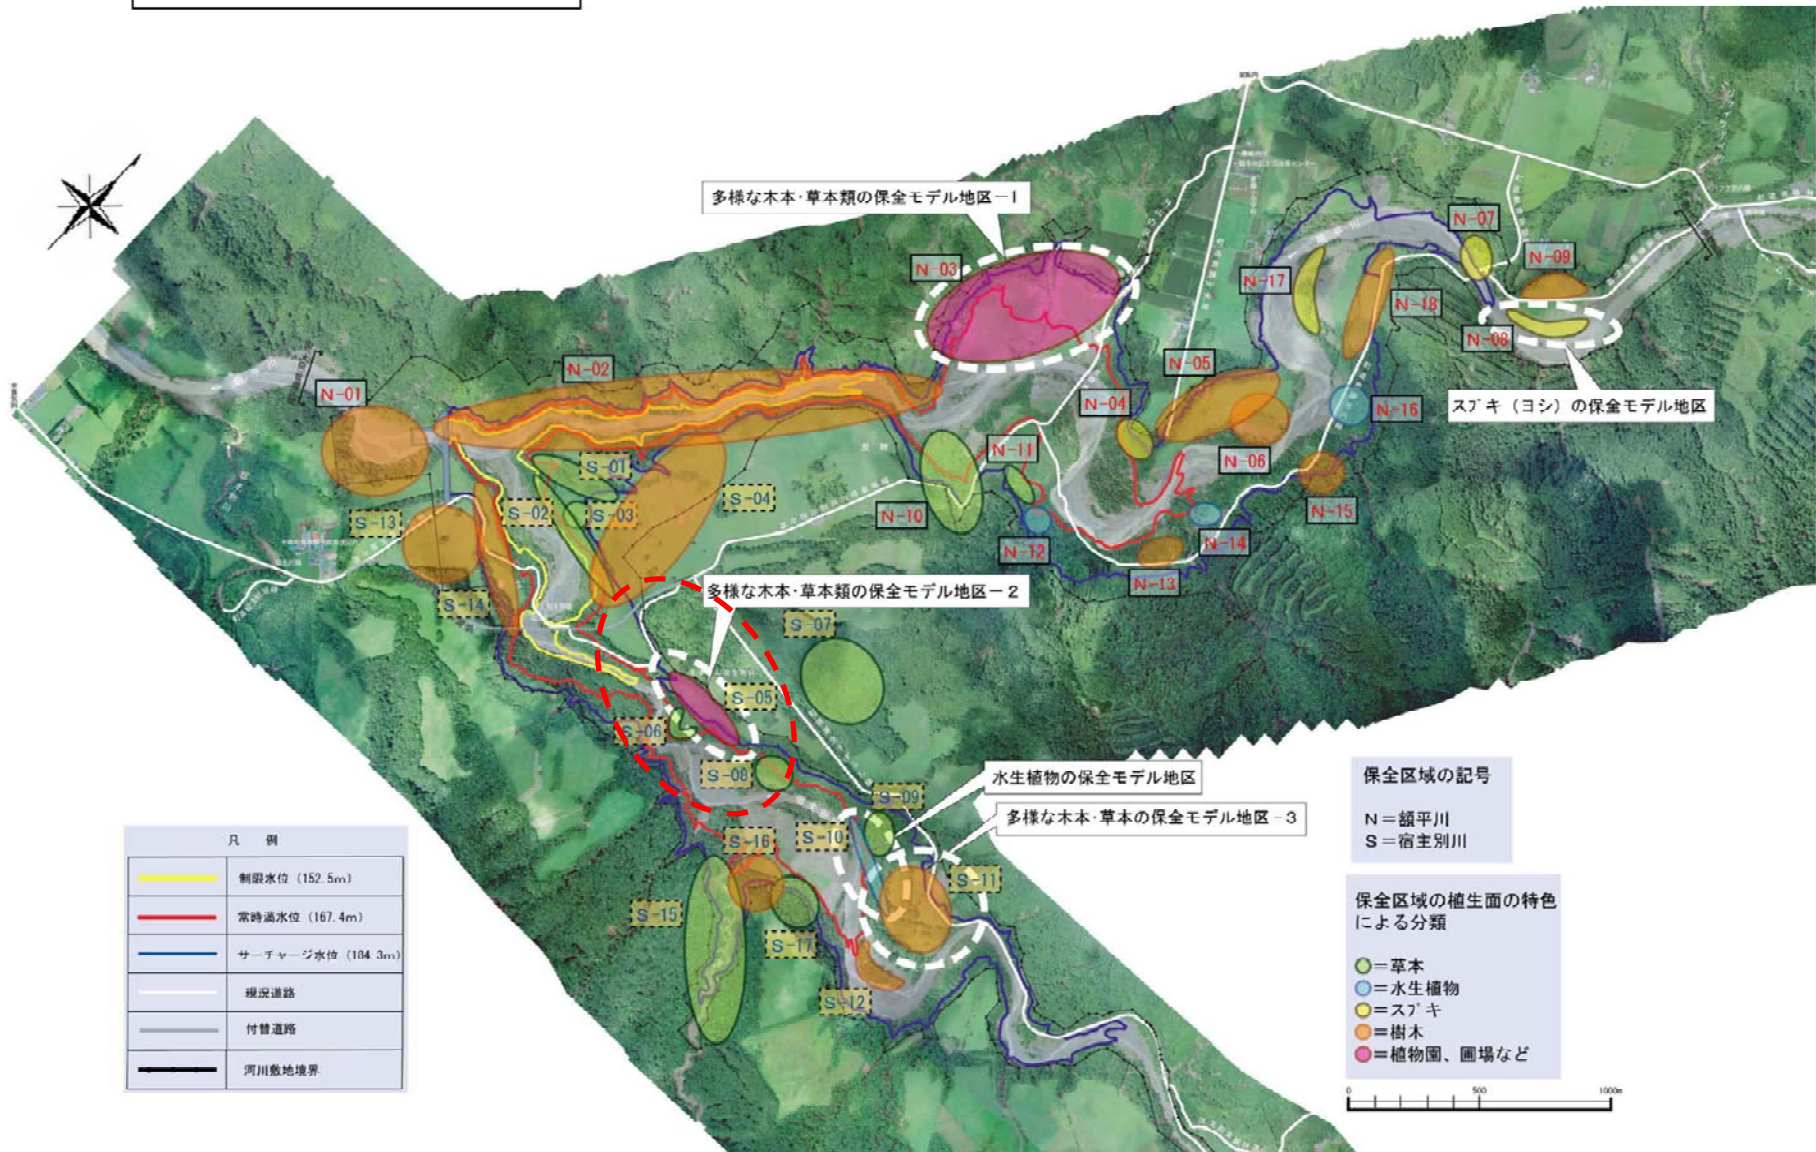 多様な木本・草本類の保全モデル地区－1
N-07
N-03
N-09
N-17
N-18
N-08
N-02
N-05
N-01
N-04
N-16
スプキ（ヨシ）の保全モデル地区
N-11
S-01
N-06
S-04
S-02
S-03
N-10
S-13
N-15
N-12
N-14
N-13
多様な木本・草本類の保全モデル地区－２
S-14
S-07
S-05
S-06
S-08
水生植物の保全モデル地区
S-09
多様な木本・草本の保全モデル地区－3
S-16
S-10
S-11
S-15
S-17
S-12
凡 例
制限水位（152.5m）
常時満水位（167.4m）
サーチャージ水位（184.3m）
現況道路
付替道路
河川敷地境界
保全区域の記号
N＝額平川
S＝宿主別川
保全区域の植生面の特色
による分類
＝草本
＝水生植物
＝スプキ
＝樹木
＝植物園、圃場など
0 500 1000m